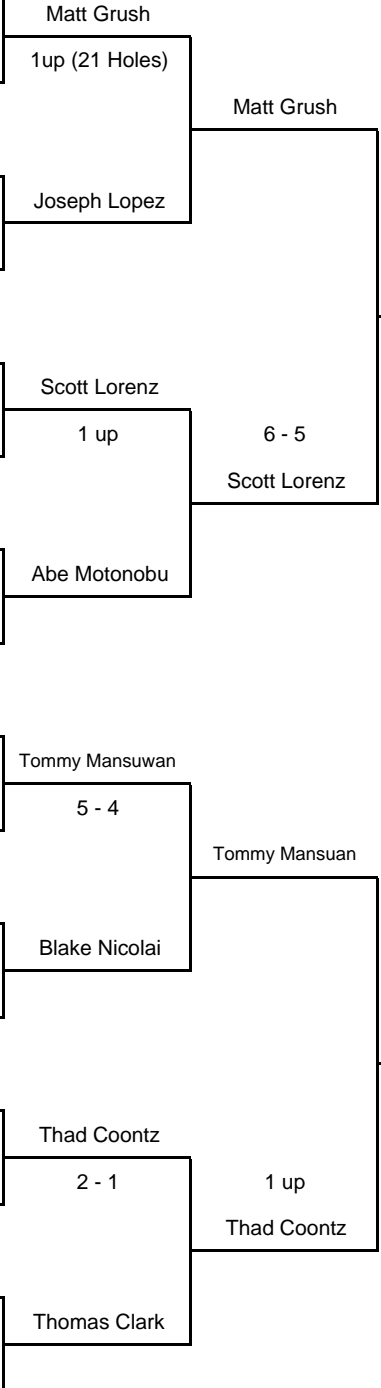 Matt Grush
1up (21 Holes)
Matt Grush
Joseph Lopez
Scott Lorenz
1 up
6 - 5
Scott Lorenz
Abe Motonobu
Tommy Mansuwan
5 - 4
Tommy Mansuan
Blake Nicolai
Thad Coontz
2 - 1
1 up
Thad Coontz
Thomas Clark